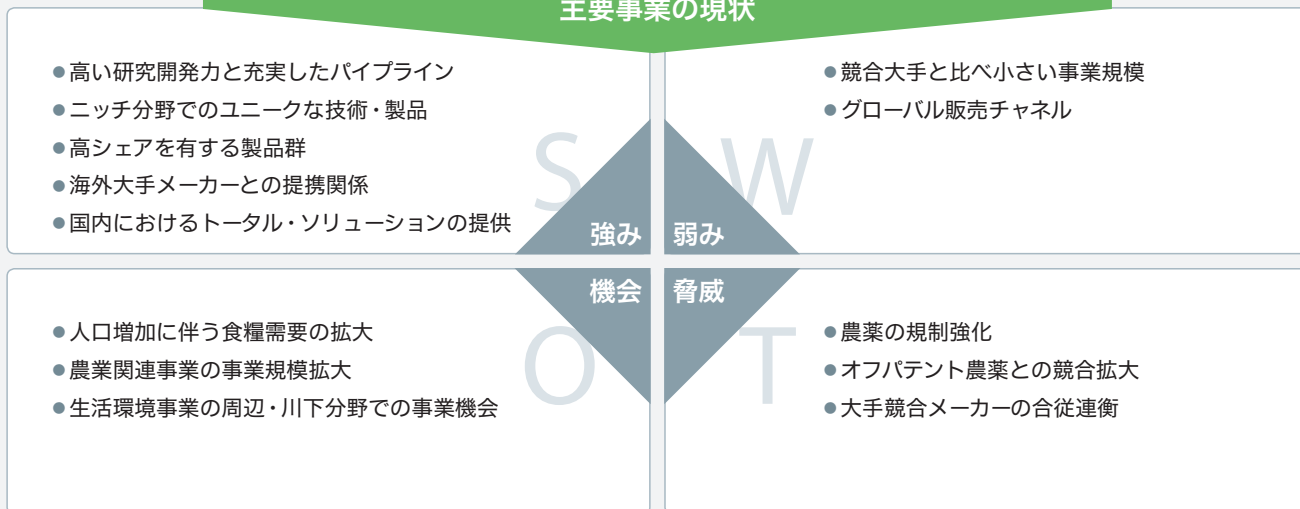 主要事業の現状
●高い研究開発力と充実したパイプライン
●ニッチ分野でのユニークな技術・製品
●高シェアを有する製品群
●海外大手メーカーとの提携関係
●国内におけるトータル・ソリューションの提供
S
強み
●競合大手と比べ小さい事業規模
●グローバル販売チャネル
W
弱み
機会
●人口増加に伴う食糧需要の拡大
●農業関連事業の事業規模拡大
●生活環境事業の周辺・川下分野での事業機会
O
脅威
●農薬の規制強化
●オフパテント農薬との競合拡大
●大手競合メーカーの合従連衡
T